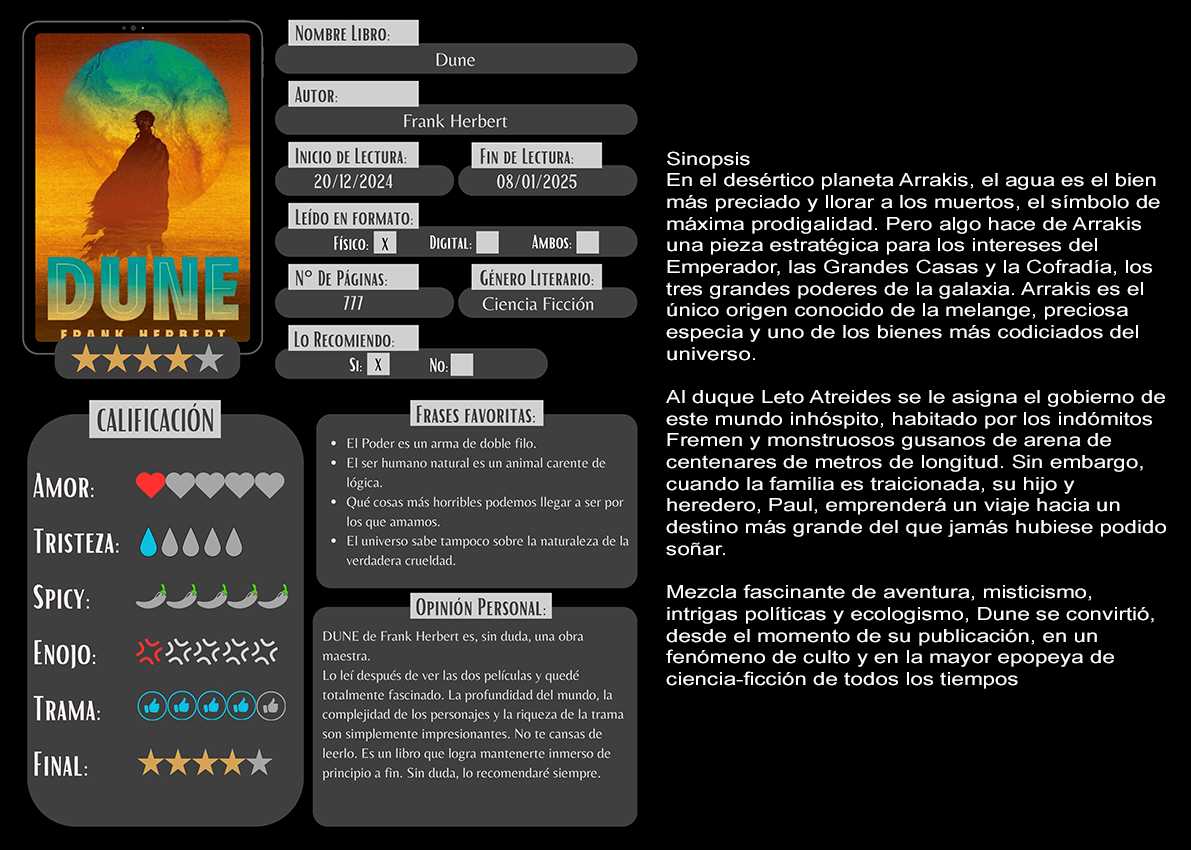 DUNE
FRANK HERBERT
NOMBRE LIBRO:
Dune
AUTOR:
Frank Herbert
INICIO DE LECTURA:
20/12/2024
FIN DE LECTURA:
08/01/2025
LEÍDO EN FORMATO:
FÍSICO: X DIGITAL: AMBOS:
N° DE PÁGINAS:
777
GÉNERO LITERARIO:
Ciencia Ficción
LO RECOMIENDO:
SI: X NO:
CALIFICACIÓN
AMOR:
TRISTEZA:
SPICY:
ENOJO:
TRAMA:
FINAL:
FRASES FAVORITAS:
• El Poder es un arma de doble filo.
• El ser humano natural es un animal carente de
lógica.
• Qué cosas más horribles podemos llegar a ser por
los que amamos.
• El universo sabe tampoco sobre la naturaleza de la
verdadera crueldad.
OPINIÓN PERSONAL:
DUNE de Frank Herbert es, sin duda, una obra
maestra.
Lo leí después de ver las dos películas y quedé
totalmente fascinado. La profundidad del mundo, la
complejidad de los personajes y la riqueza de la trama
son simplemente impresionantes. No te cansas de
leerlo. Es un libro que logra mantenerte inmerso de
principio a fin. Sin duda, lo recomendaré siempre.
Sinopsis
En el desértico planeta Arrakis, el agua es el bien
más preciado y llorar a los muertos, el símbolo de
máxima prodigalidad. Pero algo hace de Arrakis
una pieza estratégica para los intereses del
Emperador, las Grandes Casas y la Cofradía, los
tres grandes poderes de la galaxia. Arrakis es el
único origen conocido de la melange, preciosa
especia y uno de los bienes más codiciados del
universo.
Al duque Leto Atreides se le asigna el gobierno de
este mundo inhóspito, habitado por los indómitos
Fremen y monstruosos gusanos de arena de
centenares de metros de longitud. Sin embargo,
cuando la familia es traicionada, su hijo y
heredero, Paul, emprenderá un viaje hacia un
destino más grande del que jamás hubiese podido
soñar.
Mezcla fascinante de aventura, misticismo,
intrigas políticas y ecologismo, Dune se convirtió,
desde el momento de su publicación, en un
fenómeno de culto y en la mayor epopeya de
ciencia-ficción de todos los tiempos